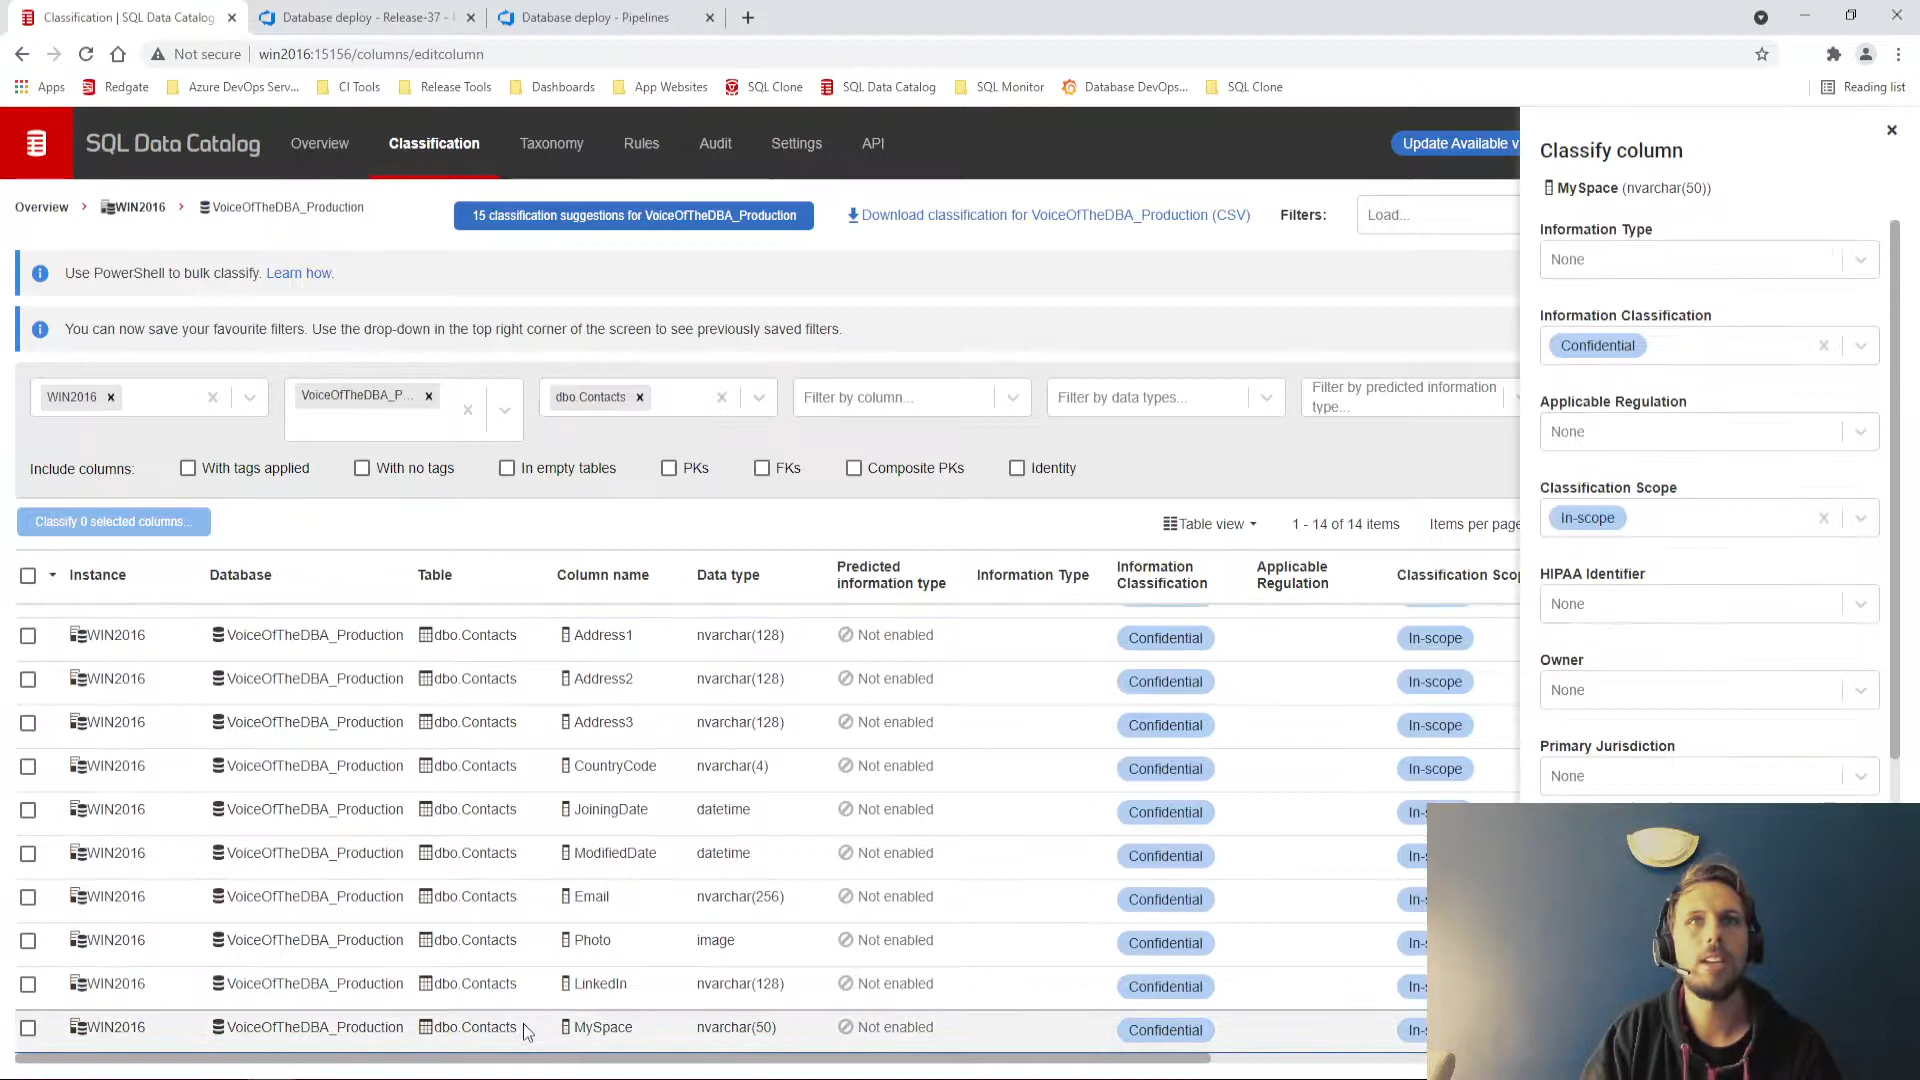 Classification | SQL Data Catalog
Database deploy - Release-37 -
Database deploy - Pipelines
Not secure
win2016:15156/columns/editcolumn
Apps
Redgate
Azure DevOps Serv...
CI Tools
Release Tools
Dashboards
App Websites
SQL Clone
SQL Data Catalog
SQL Monitor
Database DevOps...
SQL Clone
Reading list
SQL Data Catalog
Overview
Classification
Taxonomy
Rules
Audit
Settings
API
Update Available v
Overview > WIN2016 > VoiceOfTheDBA_Production
15 classification suggestions for VoiceOfTheDBA_Production
Download classification for VoiceOfTheDBA_Production (CSV)
Filters:
Load...
Use PowerShell to bulk classify. Learn how.
You can now save your favourite filters. Use the drop-down in the top right corner of the screen to see previously saved filters.
WIN2016
VoiceOfTheDBA_P...
dbo.Contacts
Filter by column...
Filter by data types...
Filter by predicted information
type...
Include columns:
With tags applied
With no tags
In empty tables
PKs
FKs
Composite PKs
Identity
Classify 0 selected columns...
Table view
1 - 14 of 14 items
Items per page
Instance
Database
Table
Column name
Data type
Predicted
information type
Information Type
Information
Classification
Applicable
Regulation
Classification Scop
WIN2016 VoiceOfTheDBA_Production dbo.Contacts Address1 nvarchar(128) Not enabled Confidential In-scope
WIN2016 VoiceOfTheDBA_Production dbo.Contacts Address2 nvarchar(128) Not enabled Confidential In-scope
WIN2016 VoiceOfTheDBA_Production dbo.Contacts Address3 nvarchar(128) Not enabled Confidential In-scope
WIN2016 VoiceOfTheDBA_Production dbo.Contacts CountryCode nvarchar(4) Not enabled Confidential In-scope
WIN2016 VoiceOfTheDBA_Production dbo.Contacts JoiningDate datetime Not enabled Confidential In-
WIN2016 VoiceOfTheDBA_Production dbo.Contacts ModifiedDate datetime Not enabled Confidential In-
WIN2016 VoiceOfTheDBA_Production dbo.Contacts Email nvarchar(256) Not enabled Confidential In-
WIN2016 VoiceOfTheDBA_Production dbo.Contacts Photo image Not enabled Confidential In-
WIN2016 VoiceOfTheDBA_Production dbo.Contacts LinkedIn nvarchar(128) Not enabled Confidential In-
WIN2016 VoiceOfTheDBA_Production dbo.Contacts MySpace nvarchar(50) Not enabled Confidential In-
Classify column
MySpace (nvarchar(50))
Information Type
None
Information Classification
Confidential
Applicable Regulation
None
Classification Scope
In-scope
HIPAA Identifier
None
Owner
None
Primary Jurisdiction
None